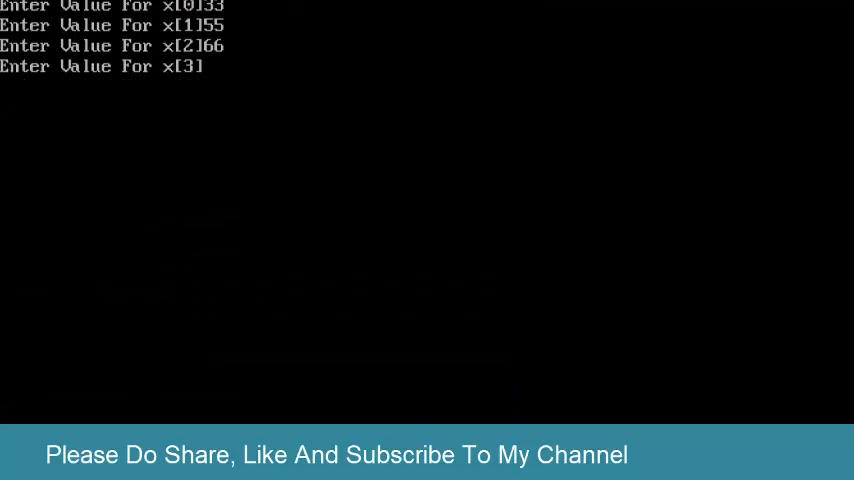 Enter Value For x[0]33
Enter Value For x[1]55
Enter Value For x[2]66
Enter Value For x[3]
Please Do Share, Like And Subscribe To My Channel